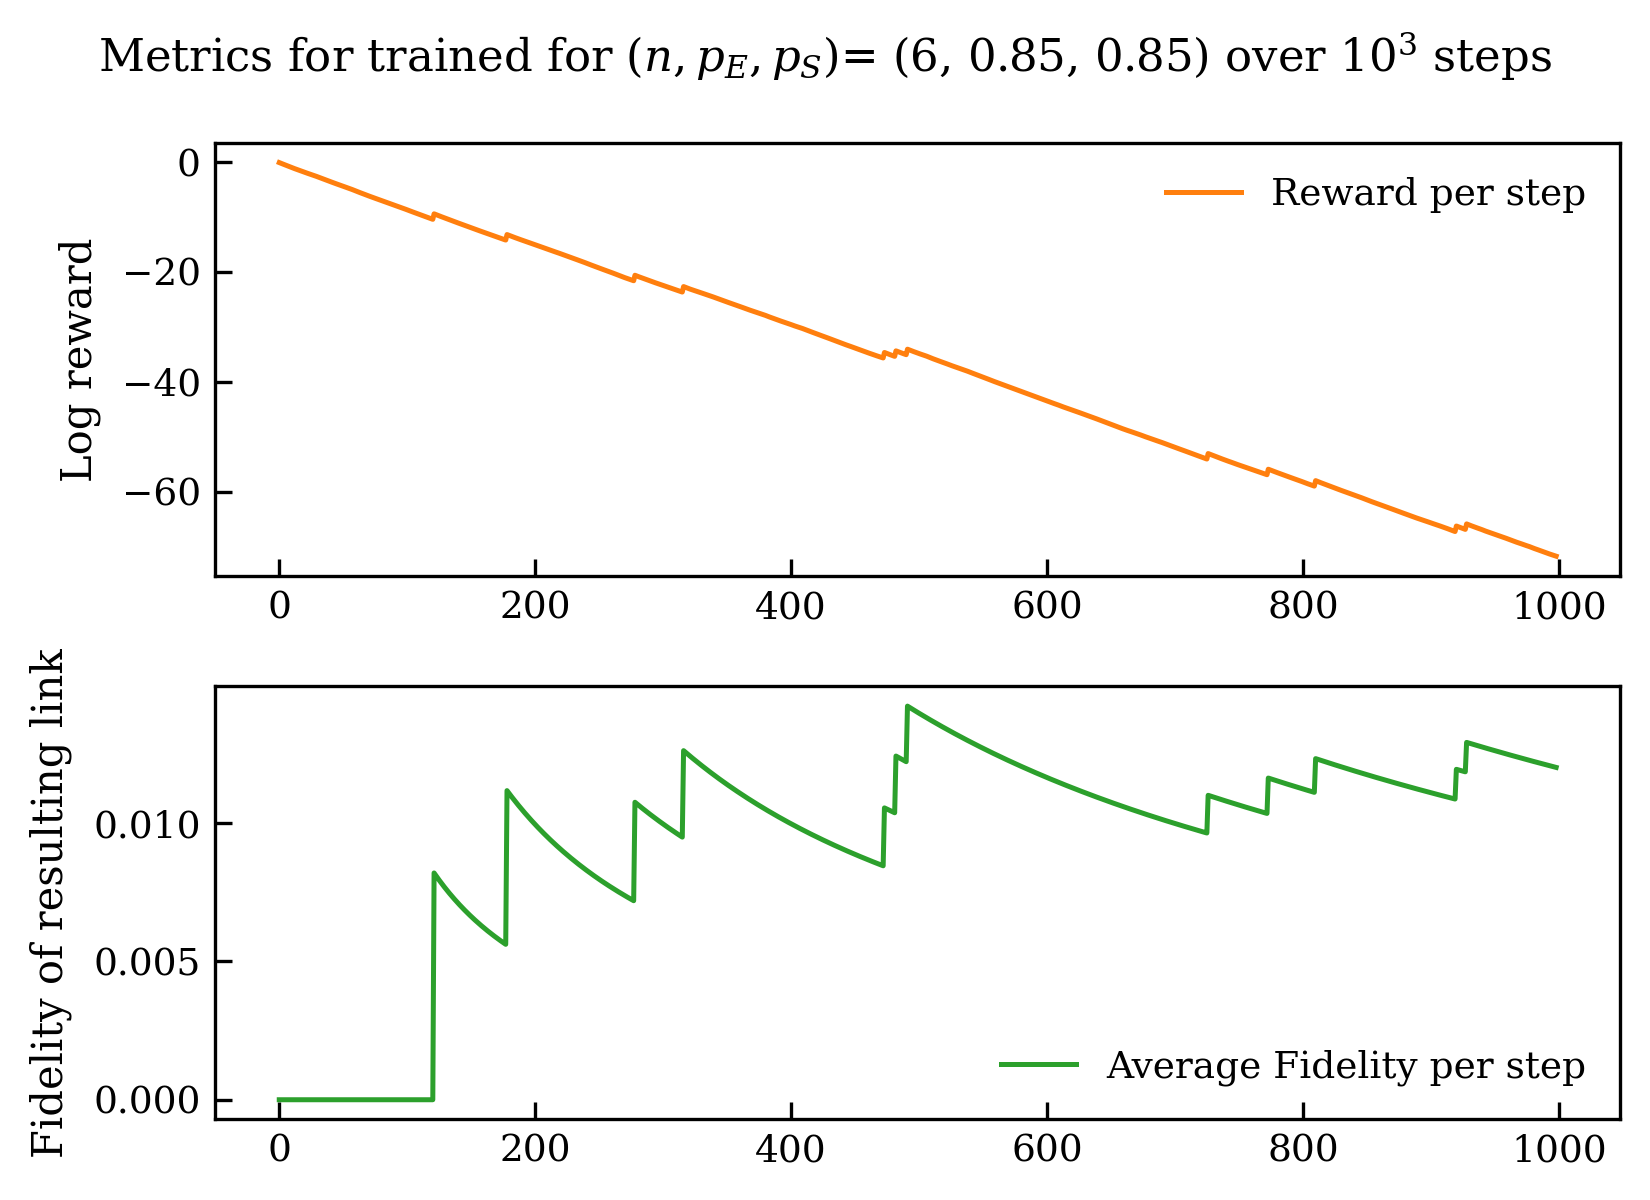 Metrics for trained for (n, p_E, p_S)= (6, 0.85, 0.85) over 10³ steps
Log reward
0
−20
−40
−60
Reward per step
0 200 400 600 800 1000
Fidelity of resulting link
0.010
0.005
0.000
Average Fidelity per step
0 200 400 600 800 1000